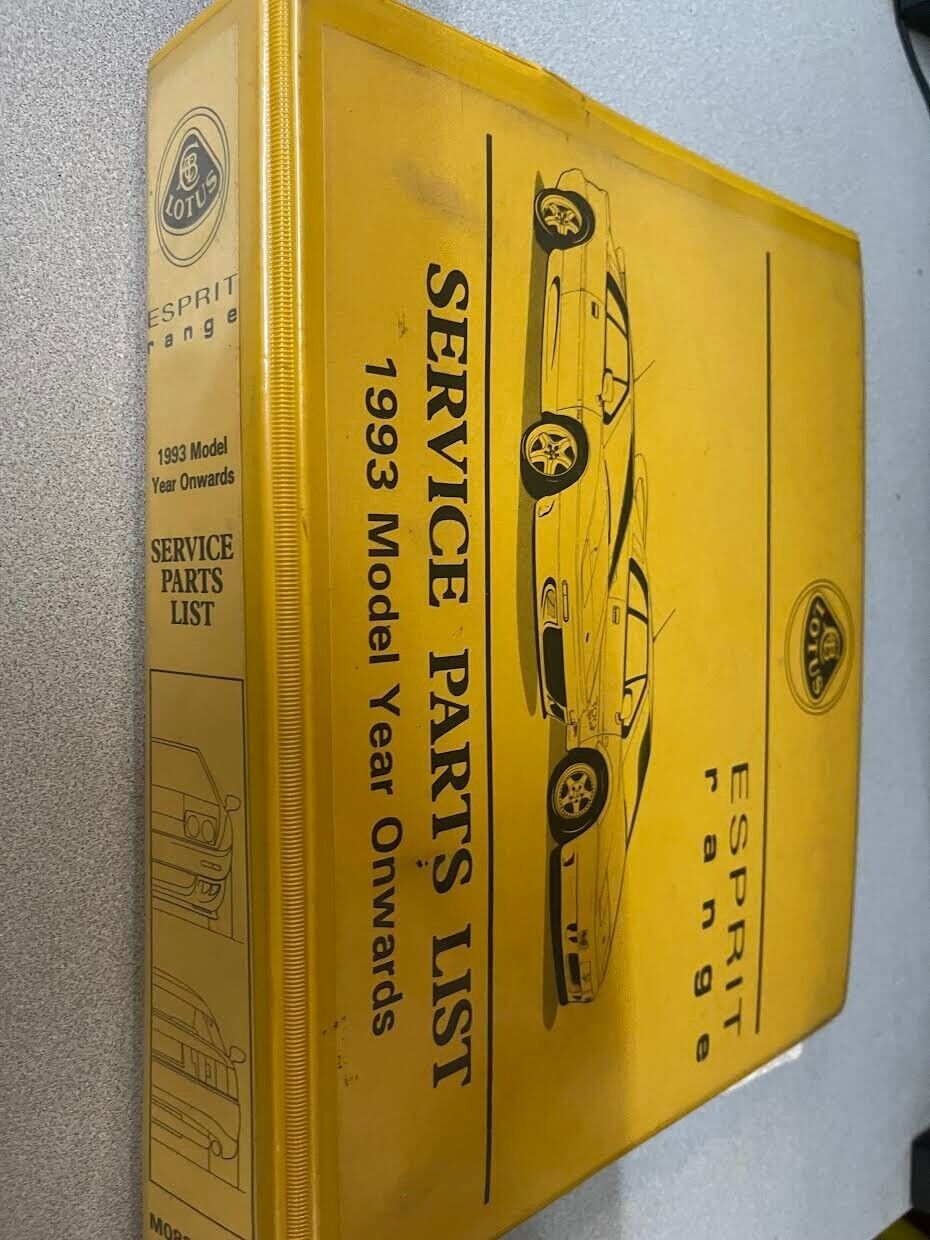 LOTUS
ESPRIT
range
1993 Model
Year Onwards
SERVICE
PARTS
LIST
LOTUS
ESPRIT
range
SERVICE PARTS LIST
1993 Model Year Onwards